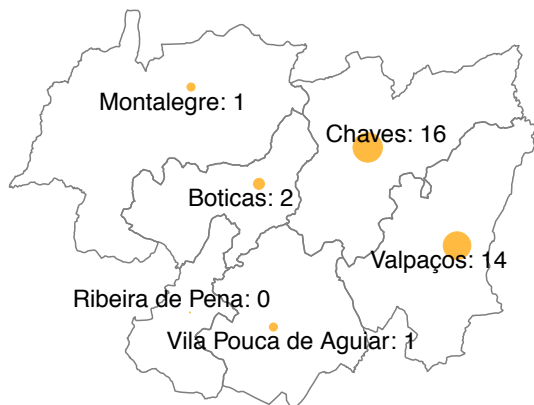 Montalegre: 1
Chaves: 16
Boticas: 2
Valpaços: 14
Ribeira de Pena: 0
Vila Pouca de Aguiar: 1